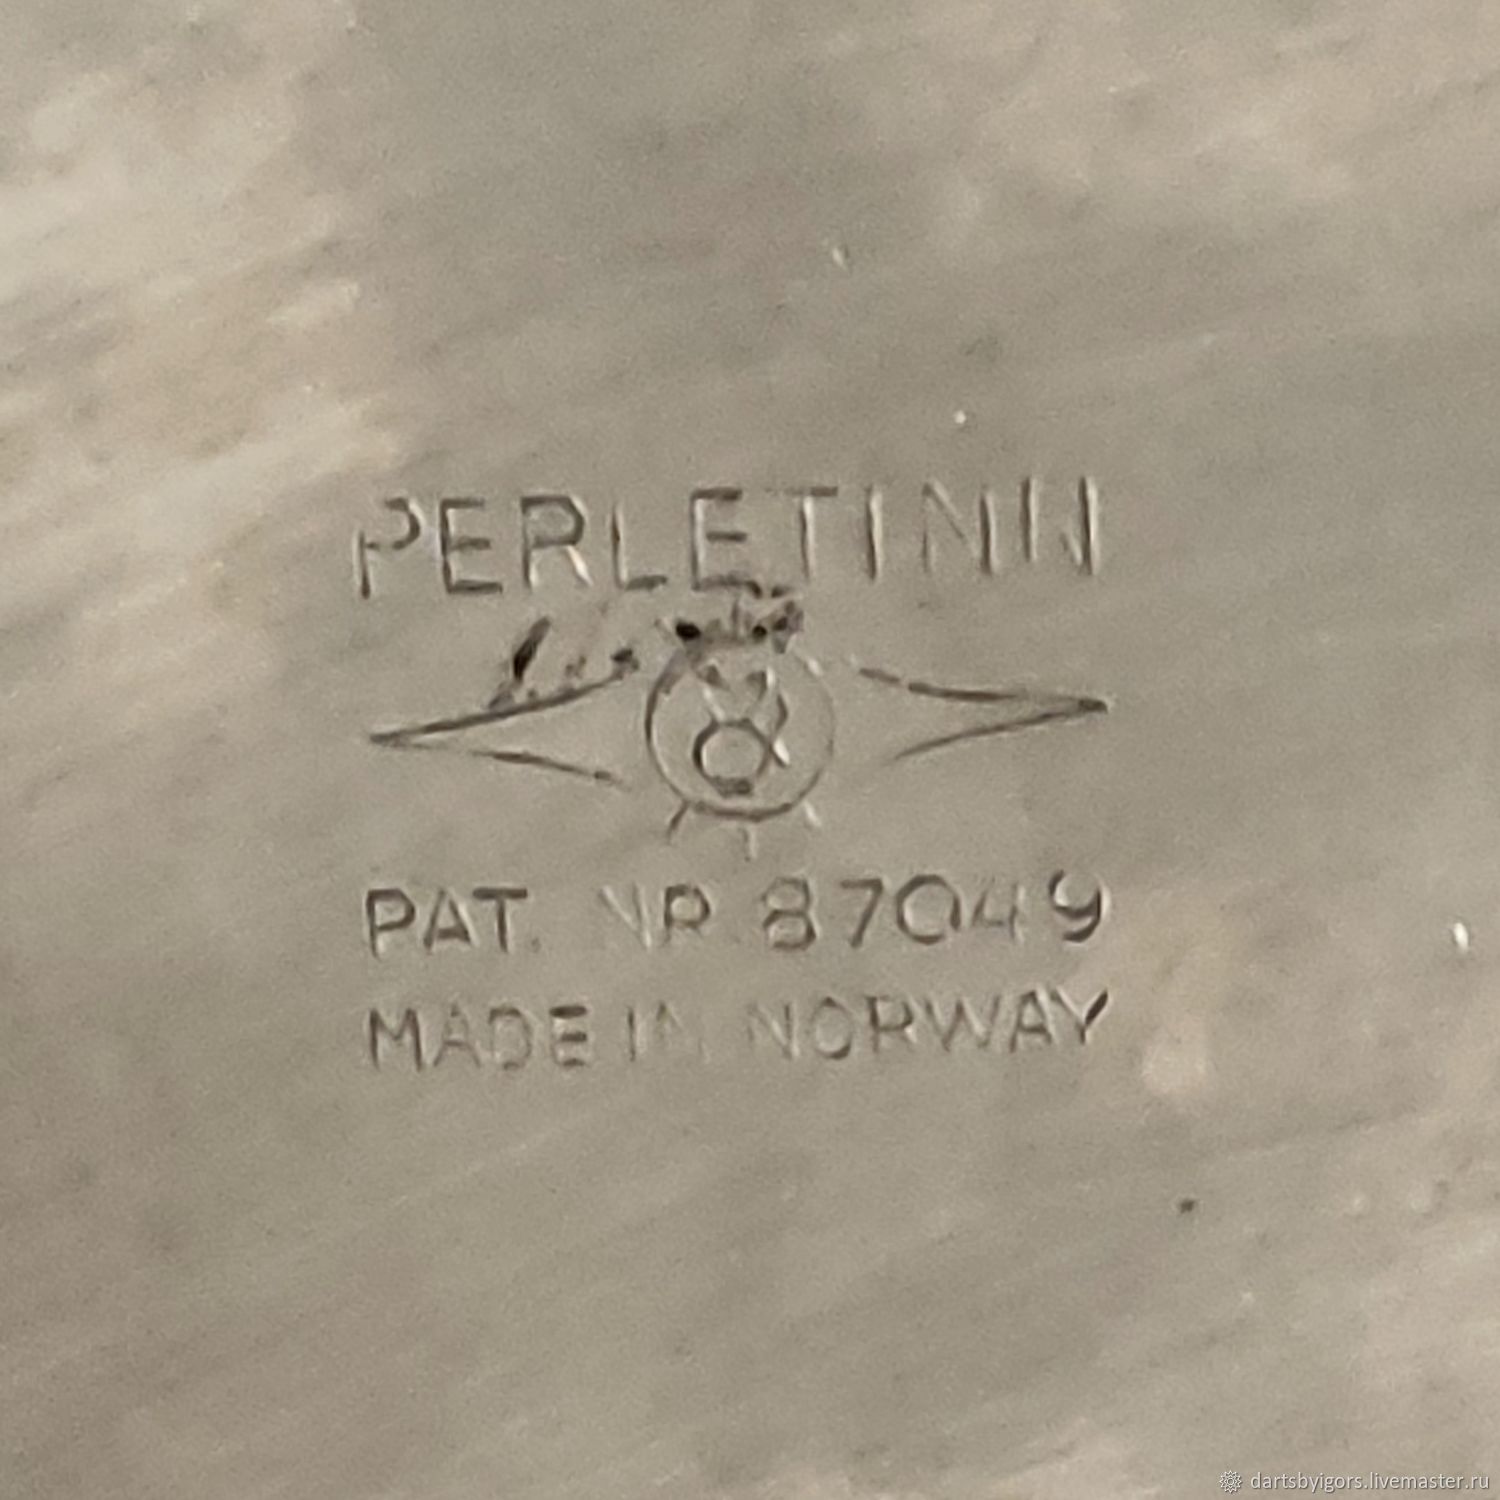 PERLETINN
PAT. NR. 87049
MADE IN NORWAY
dartsbyigors.livemaster.ru